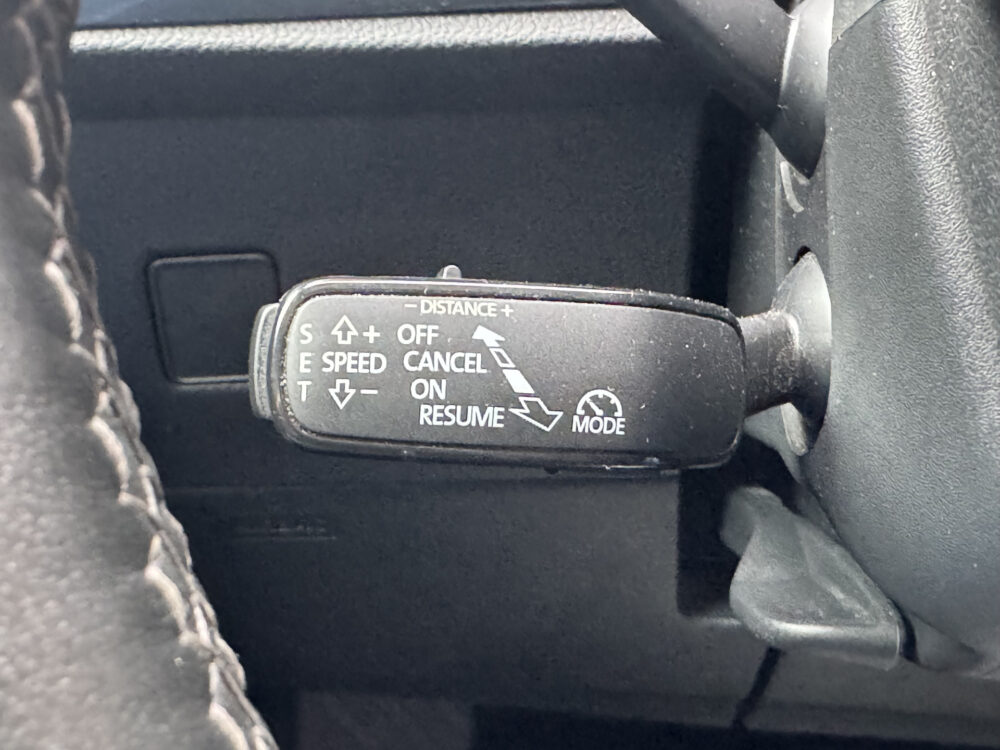 – DISTANCE +
S + OFF
E SPEED CANCEL
T – ON
RESUME
MODE